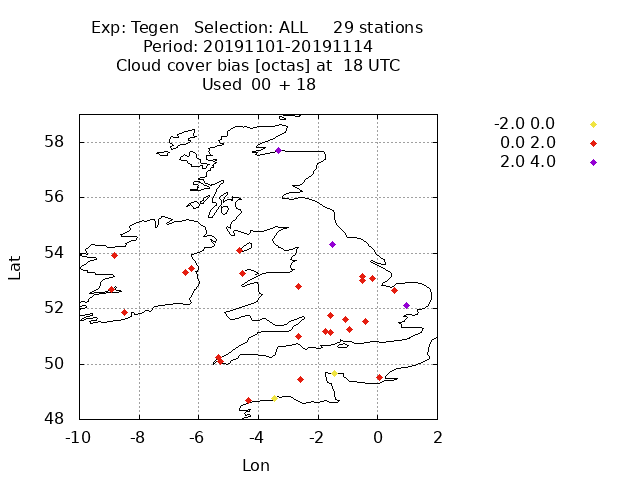 Exp: Tegen   Selection: ALL     29 stations
Period: 20191101-20191114
Cloud cover bias [octas] at  18 UTC
Used  00  + 18
-2.0 0.0
0.0 2.0
2.0 4.0
58
56
54
52
50
48
Lat
-10 -8 -6 -4 -2 0 2
Lon